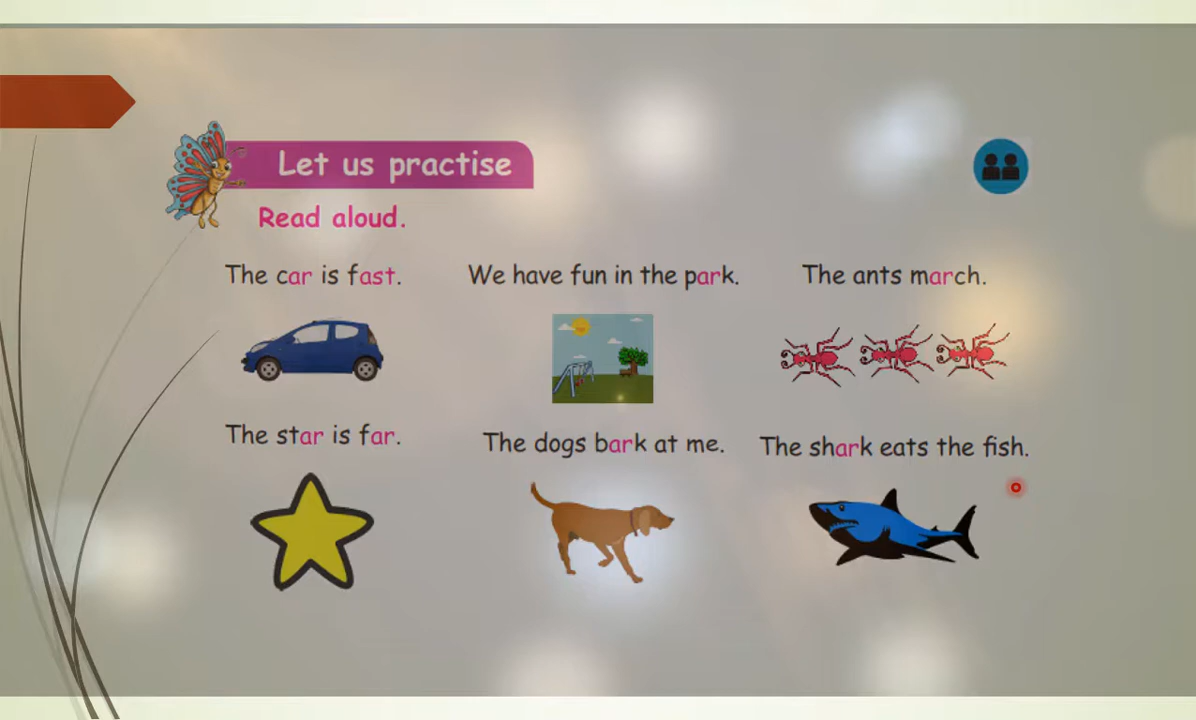 Let us practise
Read aloud.
The car is fast.
We have fun in the park.
The ants march.
The star is far.
The dogs bark at me.
The shark eats the fish.